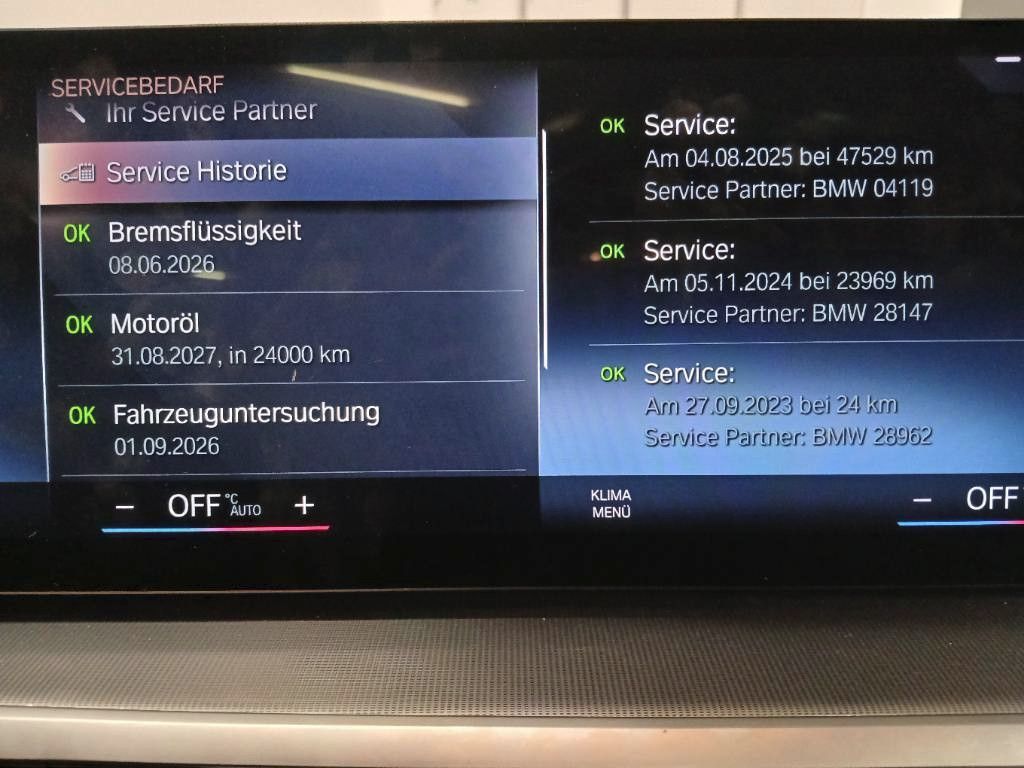 SERVICEBEDARF
Ihr Service Partner
Service Historie
OK Bremsflüssigkeit
08.06.2026
OK Motoröl
31.08.2027, in 24000 km
OK Fahrzeuguntersuchung
01.09.2026
OK Service:
Am 04.08.2025 bei 47529 km
Service Partner: BMW 04119
OK Service:
Am 05.11.2024 bei 23969 km
Service Partner: BMW 28147
OK Service:
Am 27.09.2023 bei 24 km
Service Partner: BMW 28962
− OFF °C AUTO +
KLIMA
MENÜ
− OFF